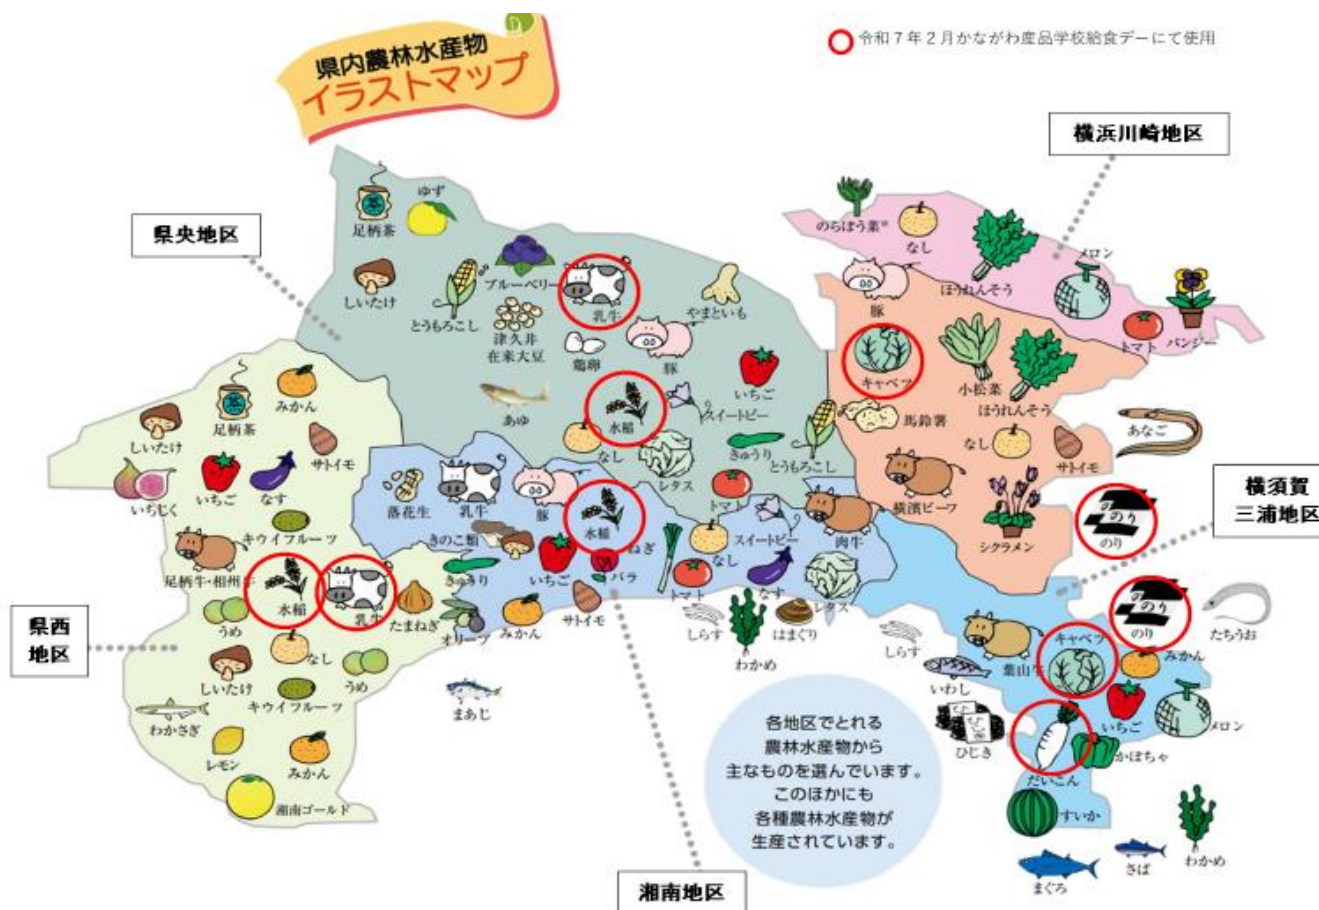 県内農林水産物
イラストマップ
令和7年2月かながわ産品学校給食デーにて使用
横浜川崎地区
県央地区
足柄茶
ゆず
しいたけ
とうもろこし
ブルーベリー
津久井
在来大豆
乳牛
鶏卵
豚
やまといも
あゆ
水稲
スイートピー
いちご
なし
レタス
きゅうり
とうもろこし
トマト
のらぼう菜※
なし
ほうれんそう
メロン
トマト
パンジー
豚
キャベツ
小松菜
ほうれんそう
馬鈴薯
なし
サトイモ
横濱ビーフ
シクラメン
あなご
のり
のり
横須賀
三浦地区
のり
のり
たちうお
足柄茶
みかん
しいたけ
サトイモ
いちじく
いちご
なす
キウイフルーツ
足柄牛・相州牛
水稲
乳牛
たまねぎ
うめ
なし
しいたけ
うめ
キウイフルーツ
わかさぎ
レモン
みかん
湘南ゴールド
県西
地区
落花生
乳牛
豚
水稲
きのこ類
ねぎ
きゅうり
いちご
バラ
オリーブ
みかん
サトイモ
トマト
なし
スイートピー
なす
肉牛
レタス
しらす
わかめ
はまぐり
しらす
まあじ
葉山牛
キャベツ
みかん
いわし
ひじき
いちご
メロン
だいこん
かぼちゃ
すいか
まぐろ
さば
わかめ
各地区でとれる
農林水産物から
主なものを選んでいます。
このほかにも
各種農林水産物が
生産されています。
湘南地区